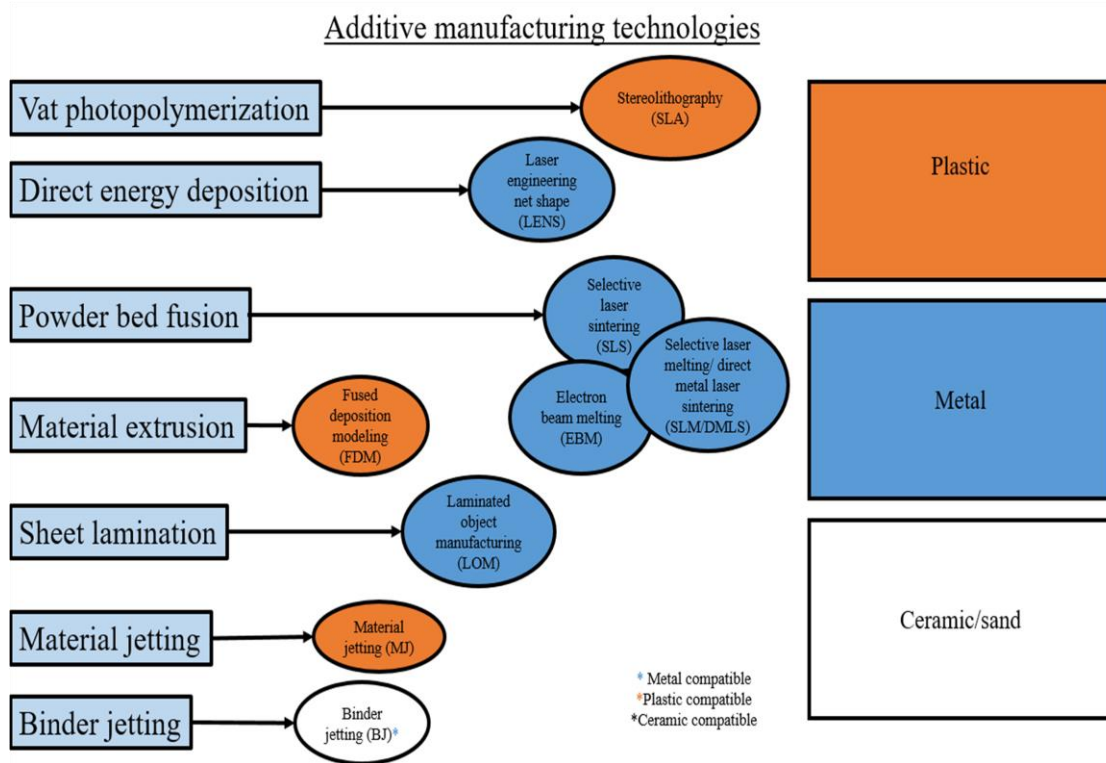 Additive manufacturing technologies
Vat photopolymerization
Stereolithography
(SLA)
Direct energy deposition
Laser
engineering
net shape
(LENS)
Powder bed fusion
Selective
laser
sintering
(SLS)
Selective laser
melting/ direct
metal laser
sintering
(SLM/DMLS)
Electron
beam melting
(EBM)
Material extrusion
Fused
deposition
modeling
(FDM)
Sheet lamination
Laminated
object
manufacturing
(LOM)
Material jetting
Material
jetting (MJ)
Binder jetting
Binder
jetting (BJ)*
Plastic
Metal
Ceramic/sand
* Metal compatible
*Plastic compatible
*Ceramic compatible